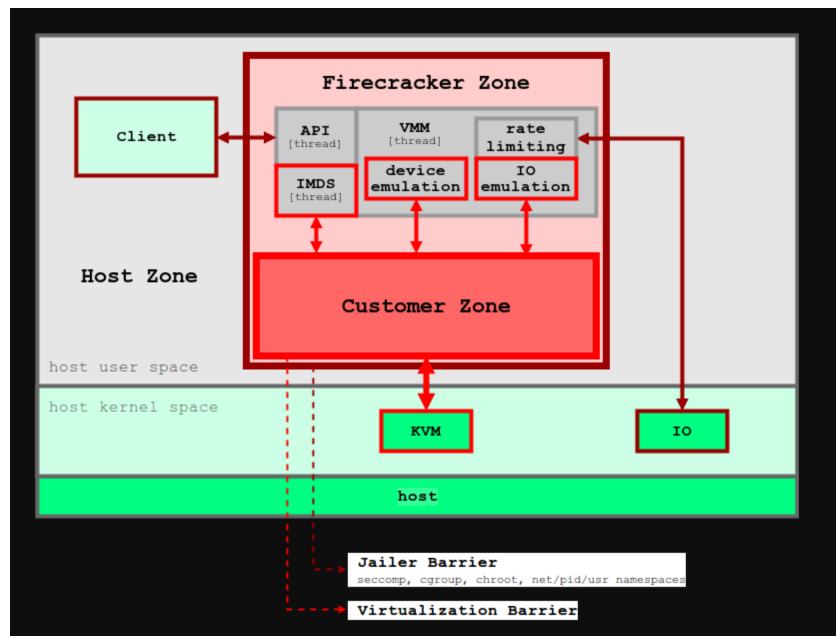 Firecracker Zone
Client
API
[thread]
VMM
[thread]
rate
limiting
IMDS
[thread]
device
emulation
IO
emulation
Host Zone
Customer Zone
host user space
host kernel space
KVM
IO
host
Jailer Barrier
seccomp, cgroup, chroot, net/pid/usr namespaces
Virtualization Barrier